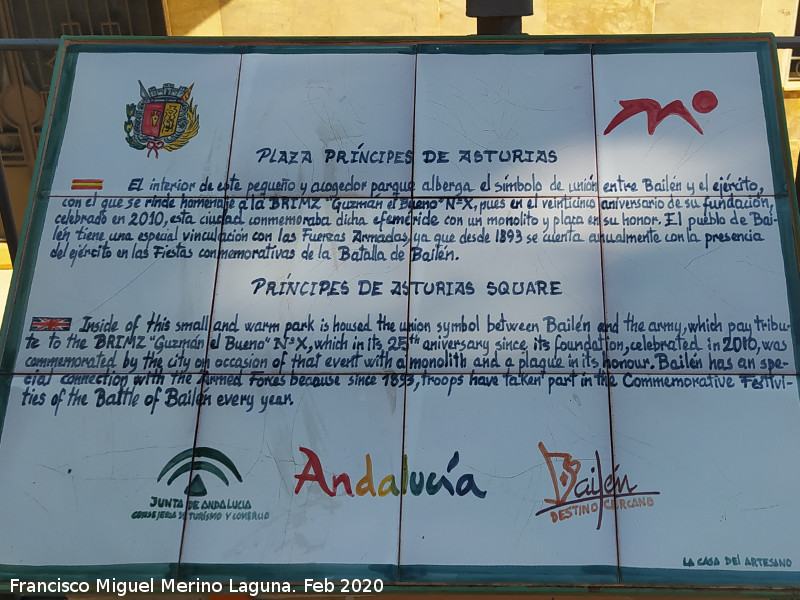 PLAZA PRÍNCIPES DE ASTURIAS
El interior de este pequeño y acogedor parque alberga el símbolo de unión entre Bailén y el ejército,
con el que se rinde homenaje a la BRIMZ "Guzmán el Bueno" Nº X, pues en el veinticinco aniversario de su fundación,
celebrado en 2010, esta ciudad conmemoraba dicha efeméride con un monolito y placa en su honor. El pueblo de Bai-
lén tiene una especial vinculación con las Fuerzas Armadas, ya que desde 1893 se cuenta anualmente con la presencia
del ejército en las Fiestas conmemorativas de la Batalla de Bailén.
PRÍNCIPES DE ASTURIAS SQUARE
Inside of this small and warm park is housed the union symbol between Bailén and the army, which pay tribu-
te to the BRIMZ "Guzmán el Bueno" Nº X, which in its 25th aniversary since its foundation, celebrated in 2010, was
commemorated by the city on occasion of that event with a monolith and a plaque in its honour. Bailén has an spe-
cial connection with the Armed Forces because since 1893, troops have taken part in the Commemorative Festivi-
ties of the Battle of Bailén every year.
JUNTA DE ANDALUCIA
CONSEJERIA DE TURISMO Y COMERCIO
Andalucía
Bailén
DESTINO CERCANO
LA CASA DEL ARTESANO
Francisco Miguel Merino Laguna. Feb 2020